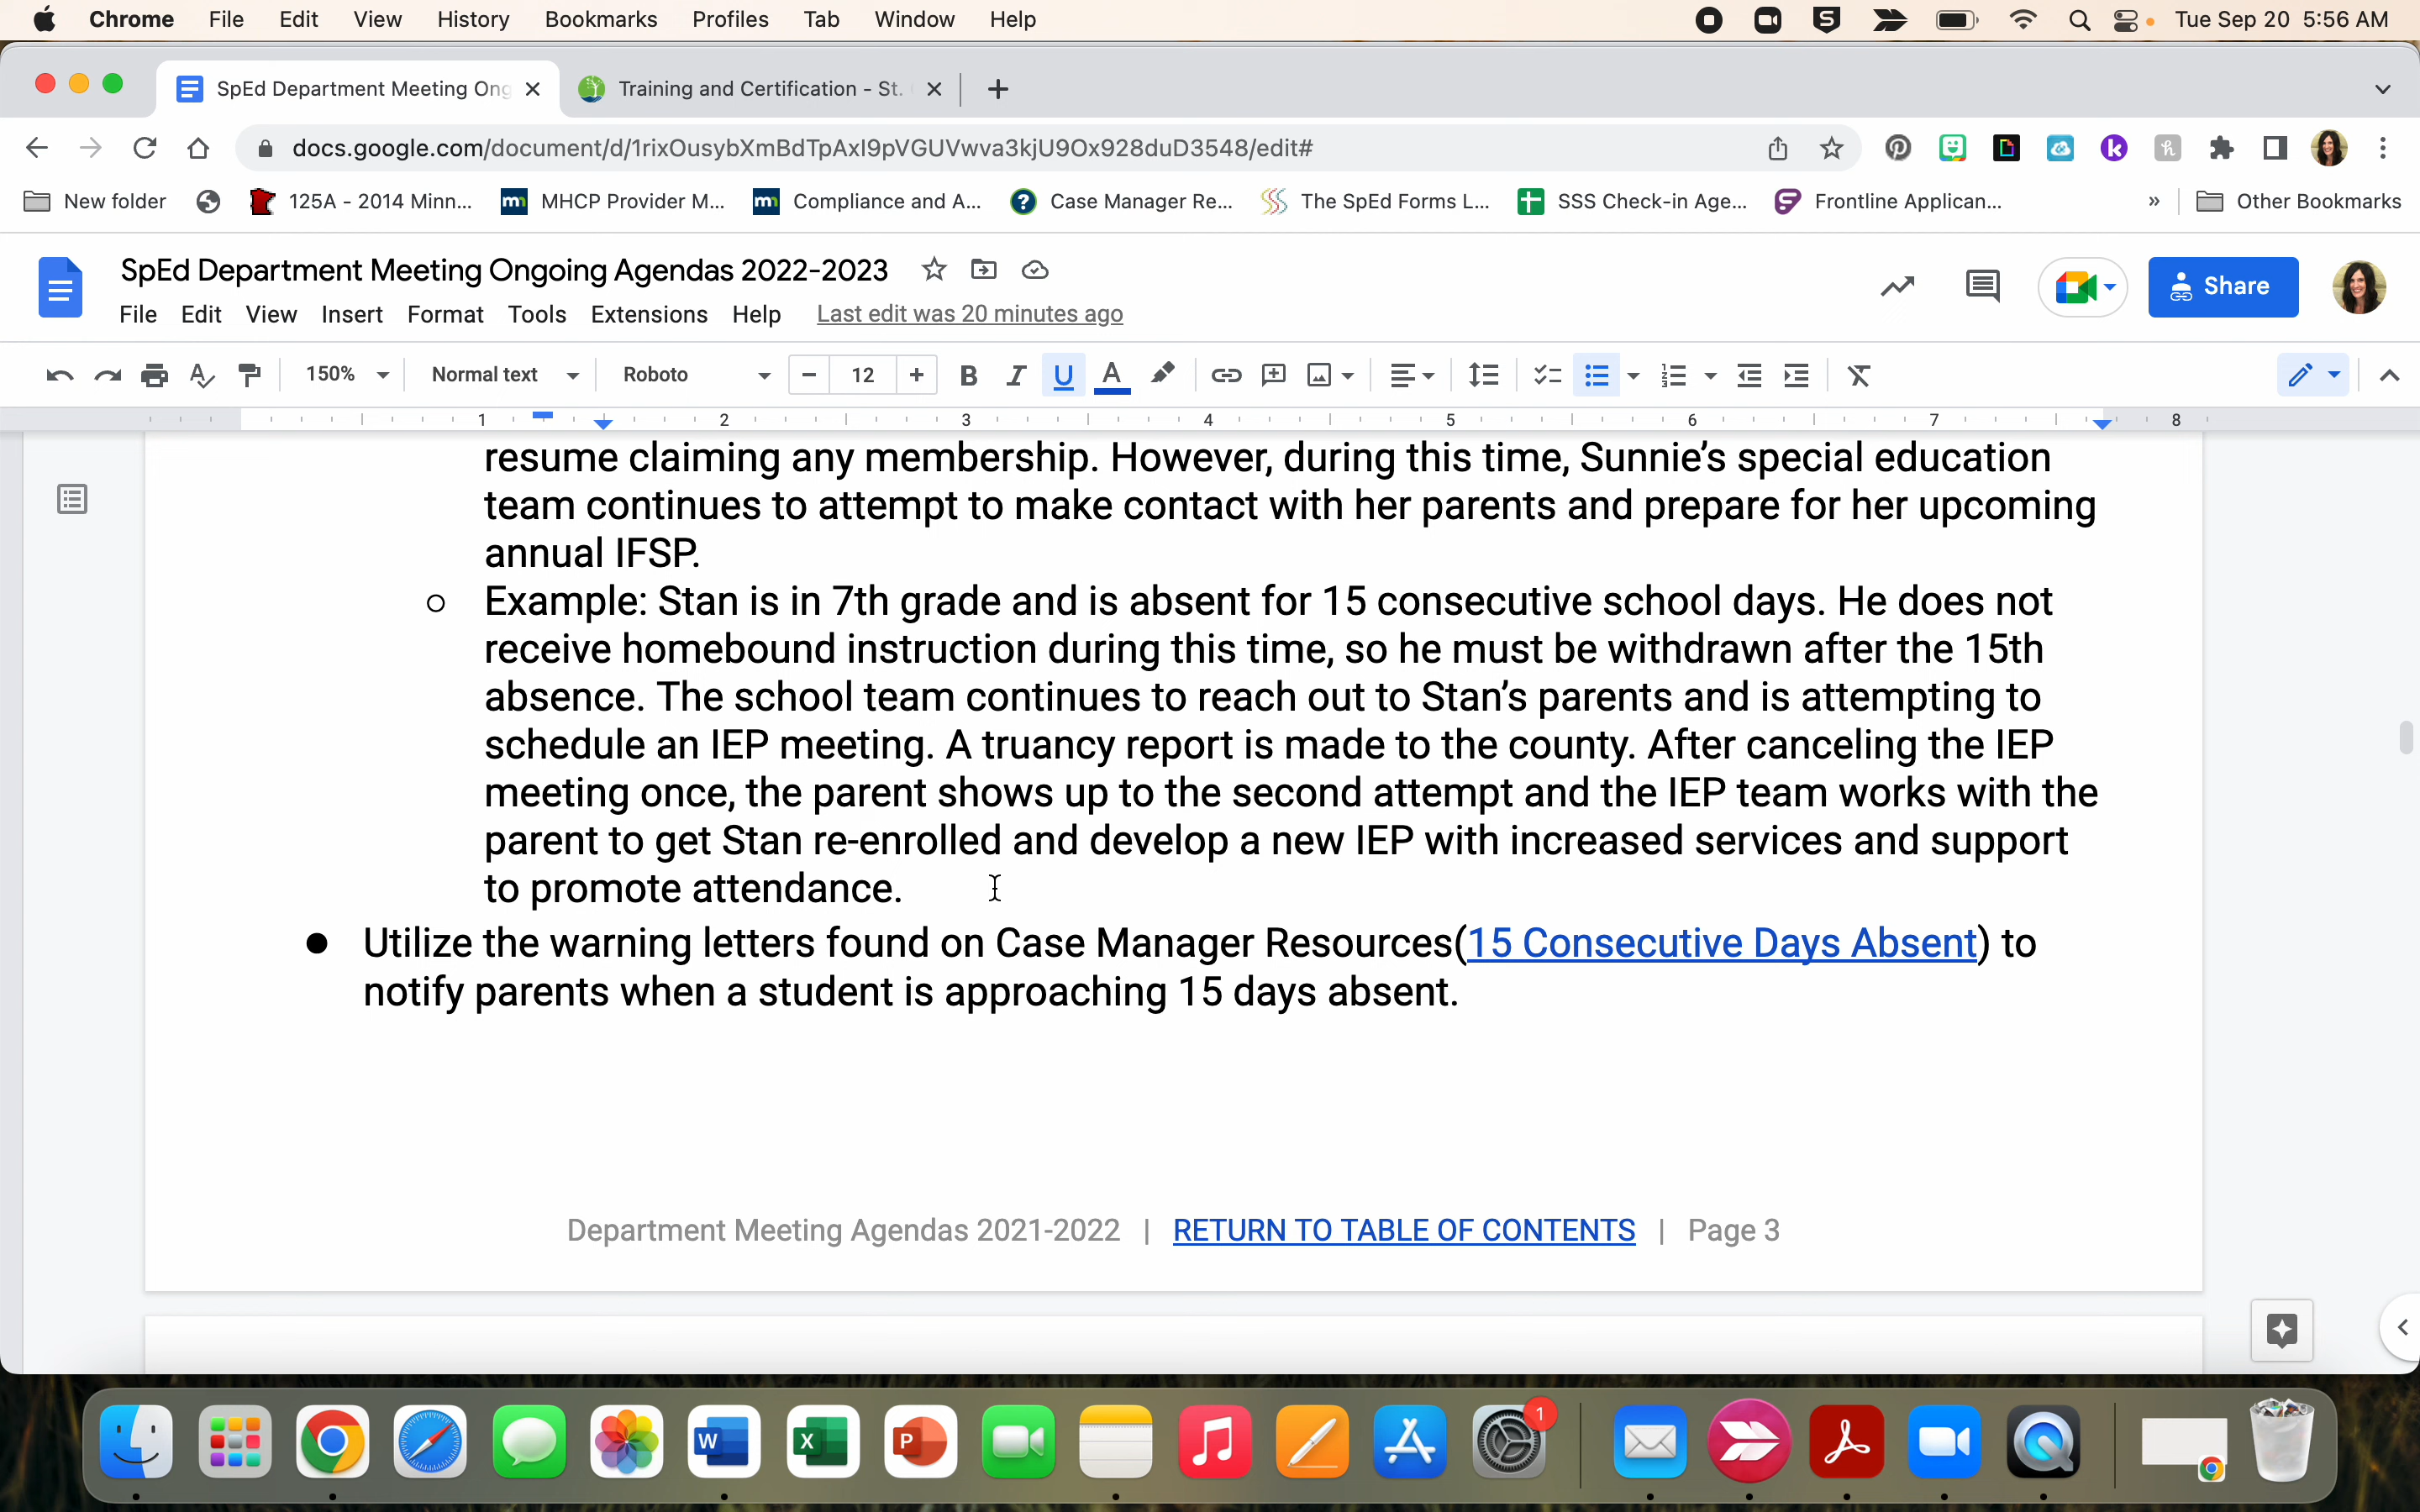 Chrome File Edit View History Bookmarks Profiles Tab Window Help Tue Sep 20 5:56 AM
SpEd Department Meeting Ong Training and Certification - St.
docs.google.com/document/d/1rixOusybXmBdTpAxI9pVGUVwva3kjU9Ox928duD3548/edit#
New folder 125A - 2014 Minn... MHCP Provider M... Compliance and A... Case Manager Re... The SpEd Forms L... SSS Check-in Age... Frontline Applican... » Other Bookmarks
SpEd Department Meeting Ongoing Agendas 2022-2023
Share
File Edit View Insert Format Tools Extensions Help Last edit was 20 minutes ago
150% Normal text Roboto 12
1 2 3 4 5 6 7 8
resume claiming any membership. However, during this time, Sunnie's special education
team continues to attempt to make contact with her parents and prepare for her upcoming
annual IFSP.
Example: Stan is in 7th grade and is absent for 15 consecutive school days. He does not
receive homebound instruction during this time, so he must be withdrawn after the 15th
absence. The school team continues to reach out to Stan's parents and is attempting to
schedule an IEP meeting. A truancy report is made to the county. After canceling the IEP
meeting once, the parent shows up to the second attempt and the IEP team works with the
parent to get Stan re-enrolled and develop a new IEP with increased services and support
to promote attendance.
Utilize the warning letters found on Case Manager Resources(15 Consecutive Days Absent) to
notify parents when a student is approaching 15 days absent.
Department Meeting Agendas 2021-2022 | RETURN TO TABLE OF CONTENTS | Page 3
1